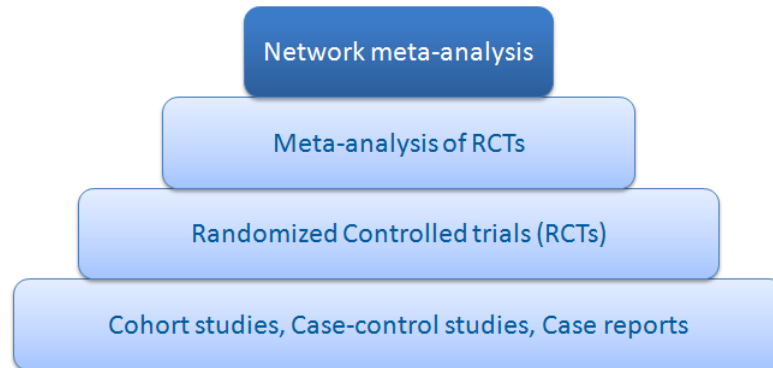 Network meta-analysis
Meta-analysis of RCTs
Randomized Controlled trials (RCTs)
Cohort studies, Case-control studies, Case reports